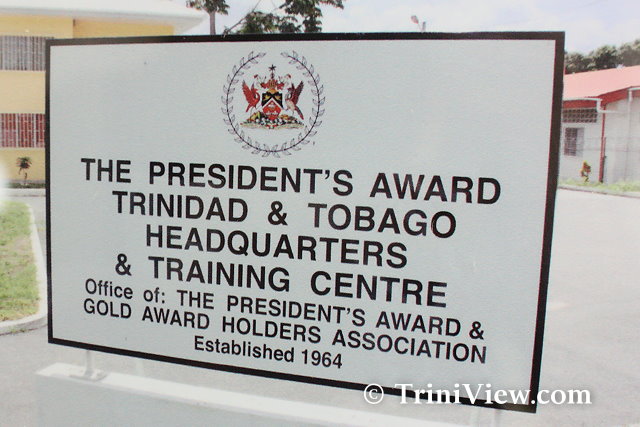 THE PRESIDENT'S AWARD
TRINIDAD & TOBAGO
HEADQUARTERS
& TRAINING CENTRE
Office of: THE PRESIDENT'S AWARD &
GOLD AWARD HOLDERS ASSOCIATION
Established 1964
© TriniView.com